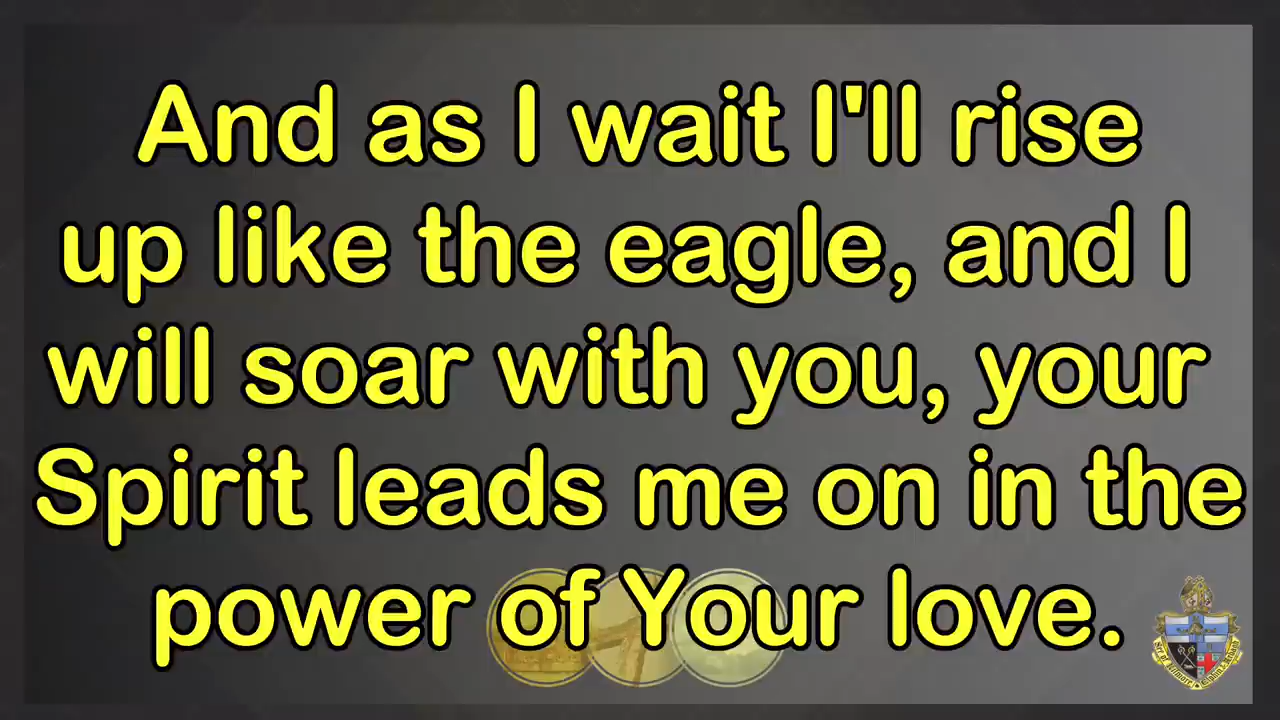 And as I wait I'll rise
up like the eagle, and I
will soar with you, your
Spirit leads me on in the
power of Your love.